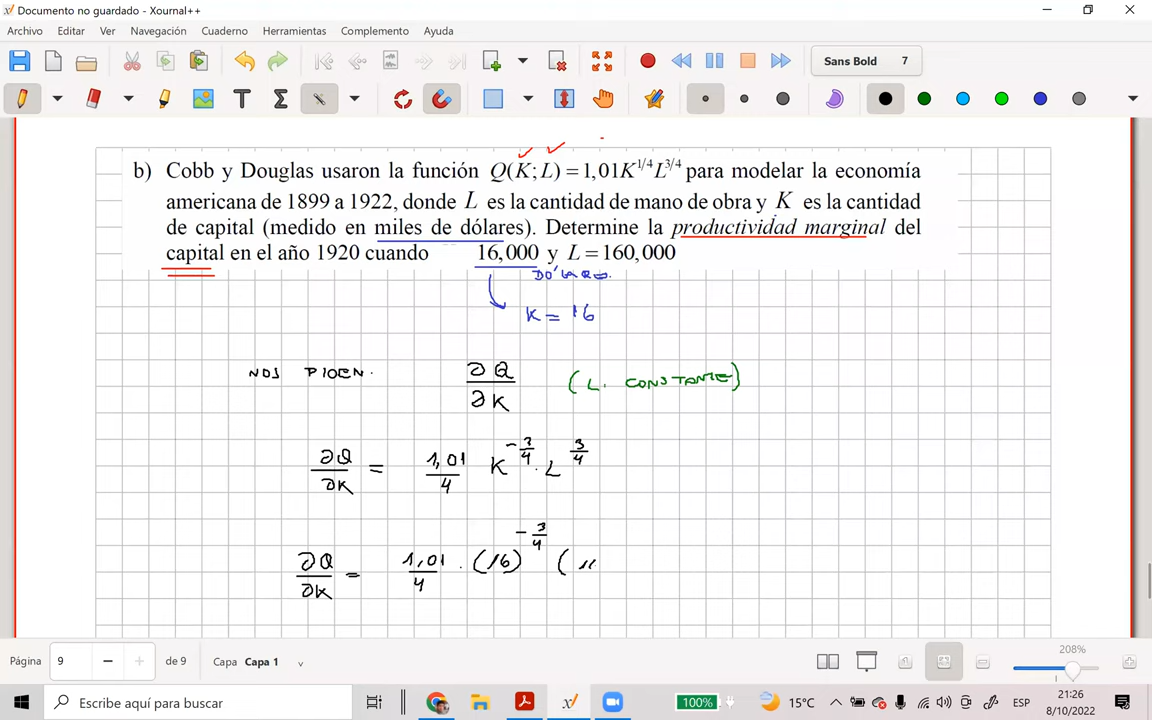 Documento no guardado - Xournal++
Archivo Editar Ver Navegación Cuaderno Herramientas Complemento Ayuda
Sans Bold 7
b) Cobb y Douglas usaron la función Q(K; L) = 1,01K^{1/4} L^{3/4} para modelar la economía
americana de 1899 a 1922, donde L es la cantidad de mano de obra y K es la cantidad
de capital (medido en miles de dólares). Determine la productividad marginal del
capital en el año 1920 cuando 16,000 y L = 160,000
DÓLARES.
K = 16
NOS PIDEN. ∂Q/∂K (L. CONSTANTE)
∂Q/∂K = 1,01/4 K^{-3/4} · L^{3/4}
∂Q/∂K = 1,01/4 · (16)^{-3/4} (
Página 9 de 9 Capa Capa 1 208%
Escribe aquí para buscar 100% 15°C ESP 21:26
8/10/2022